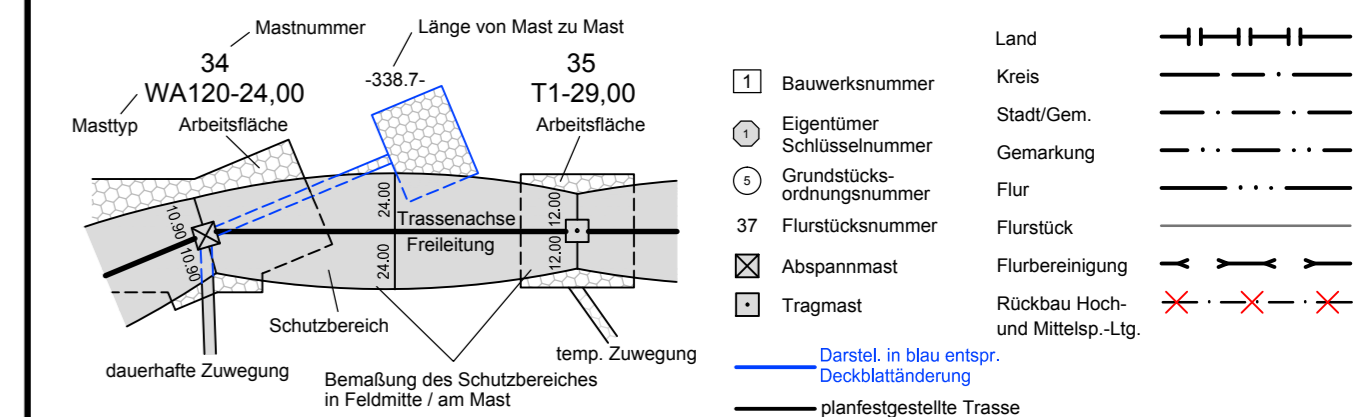 Mastnummer
Länge von Mast zu Mast
34
WA120-24,00
-338.7-
35
T1-29,00
Masttyp
Arbeitsfläche
Arbeitsfläche
10.90
10.90
24.00
24.00
Trassenachse
Freileitung
12.00
12.00
Schutzbereich
dauerhafte Zuwegung
temp. Zuwegung
Bemaßung des Schutzbereiches
in Feldmitte / am Mast
1 Bauwerksnummer
1 Eigentümer
Schlüsselnummer
5 Grundstücks-
ordnungsnummer
37 Flurstücksnummer
Abspannmast
Tragmast
Darstel. in blau entspr.
Deckblattänderung
planfestgestellte Trasse
Land
Kreis
Stadt/Gem.
Gemarkung
Flur
Flurstück
Flurbereinigung
Rückbau Hoch-
und Mittelsp.-Ltg.